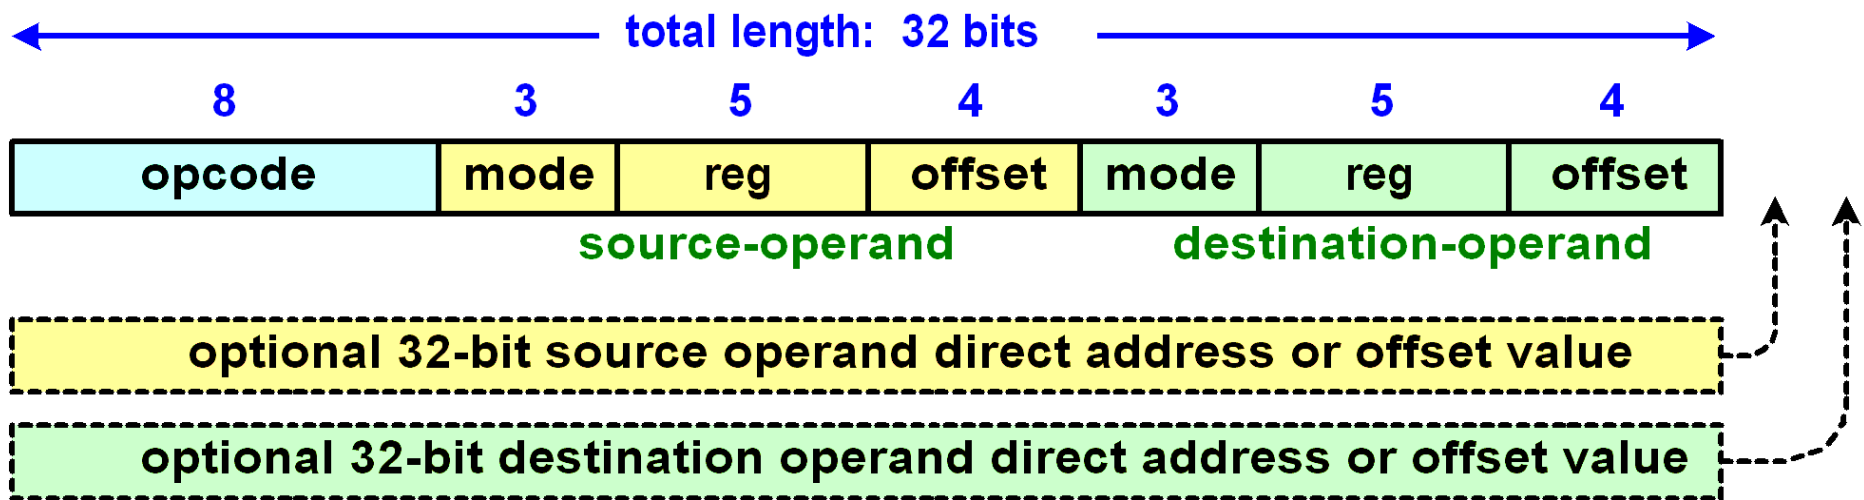 total length: 32 bits
8 3 5 4 3 5 4
opcode mode reg offset mode reg offset
source-operand destination-operand
optional 32-bit source operand direct address or offset value
optional 32-bit destination operand direct address or offset value